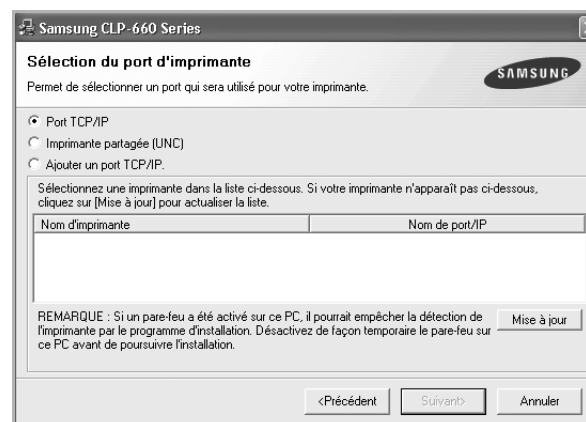 Samsung CLP-660 Series
Sélection du port d'imprimante
Permet de sélectionner un port qui sera utilisé pour votre imprimante.
SAMSUNG
Port TCP/IP
Imprimante partagée (UNC)
Ajouter un port TCP/IP.
Sélectionnez une imprimante dans la liste ci-dessous. Si votre imprimante n'apparaît pas ci-dessous,
cliquez sur [Mise à jour] pour actualiser la liste.
Nom d'imprimante Nom de port/IP
REMARQUE : Si un pare-feu a été activé sur ce PC, il pourrait empêcher la détection de
l'imprimante par le programme d'installation. Désactivez de façon temporaire le pare-feu sur
ce PC avant de poursuivre l'installation.
Mise à jour
<Précédent Suivant> Annuler